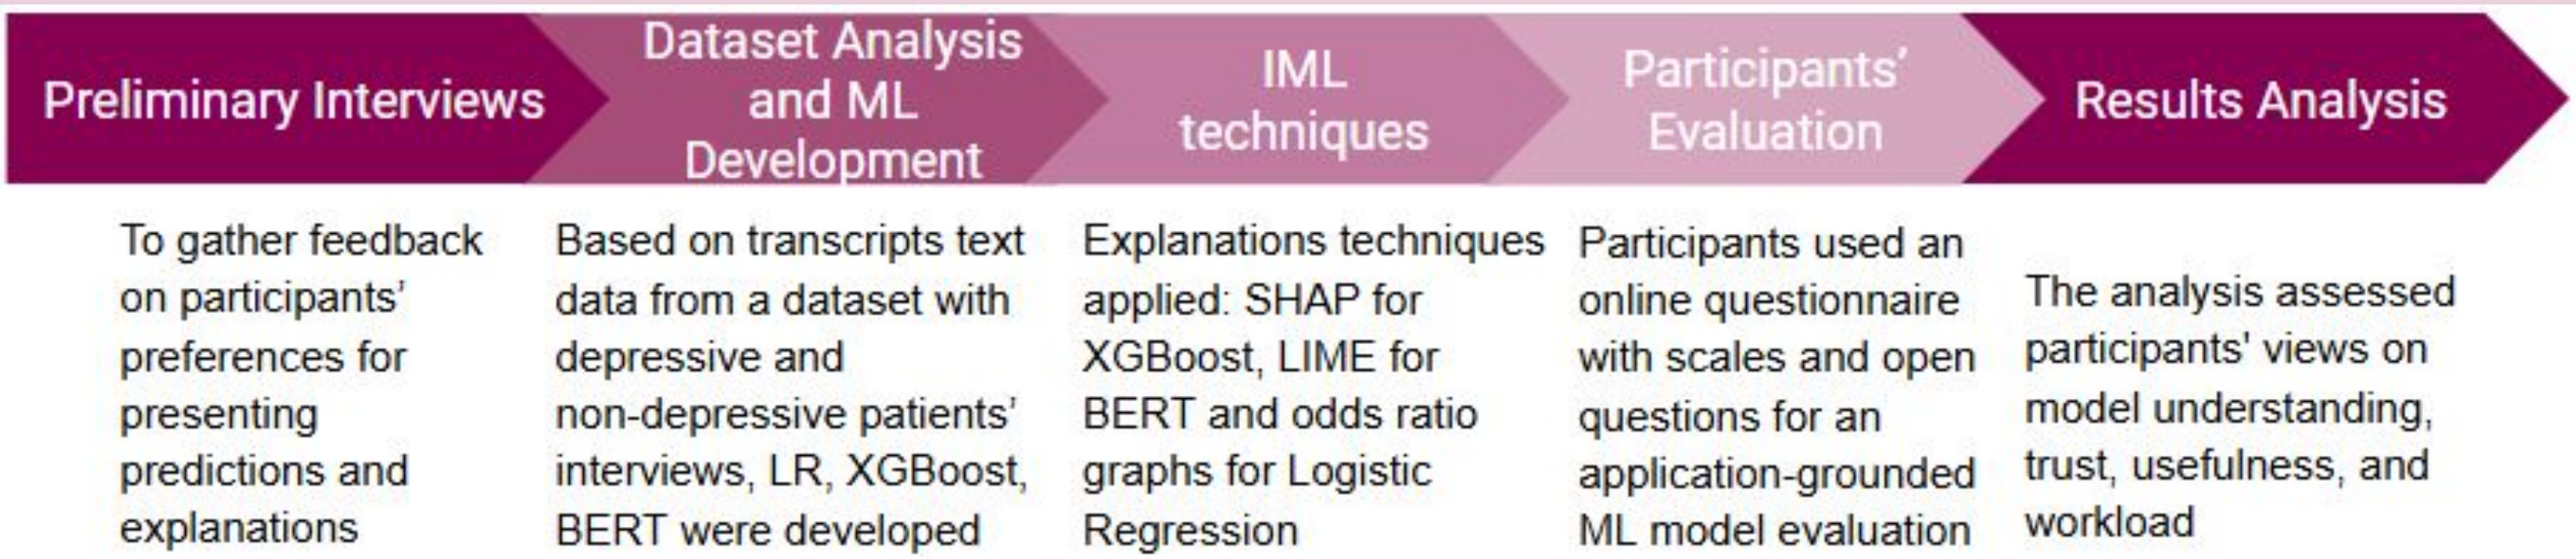 Preliminary Interviews
Dataset Analysis
and ML
Development
IML
techniques
Participants’
Evaluation
Results Analysis
To gather feedback
on participants’
preferences for
presenting
predictions and
explanations
Based on transcripts text
data from a dataset with
depressive and
non-depressive patients’
interviews, LR, XGBoost,
BERT were developed
Explanations techniques
applied: SHAP for
XGBoost, LIME for
BERT and odds ratio
graphs for Logistic
Regression
Participants used an
online questionnaire
with scales and open
questions for an
application-grounded
ML model evaluation
The analysis assessed
participants' views on
model understanding,
trust, usefulness, and
workload